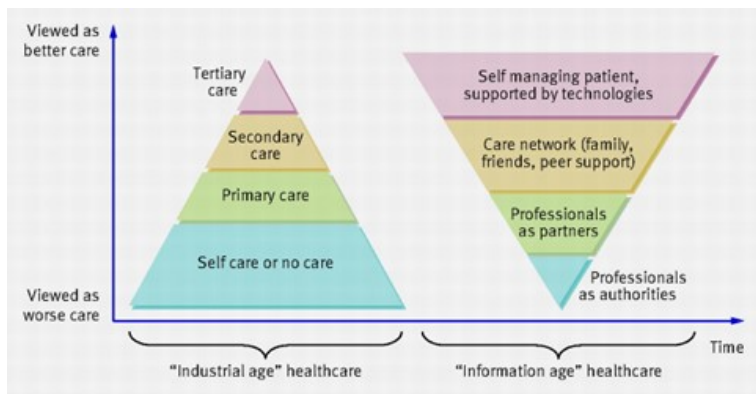 Viewed as
better care
Tertiary
care
Secondary
care
Primary care
Self care or no care
Viewed as
worse care
Self managing patient,
supported by technologies
Care network (family,
friends, peer support)
Professionals
as partners
Professionals
as authorities
Time
"Industrial age" healthcare
"Information age" healthcare